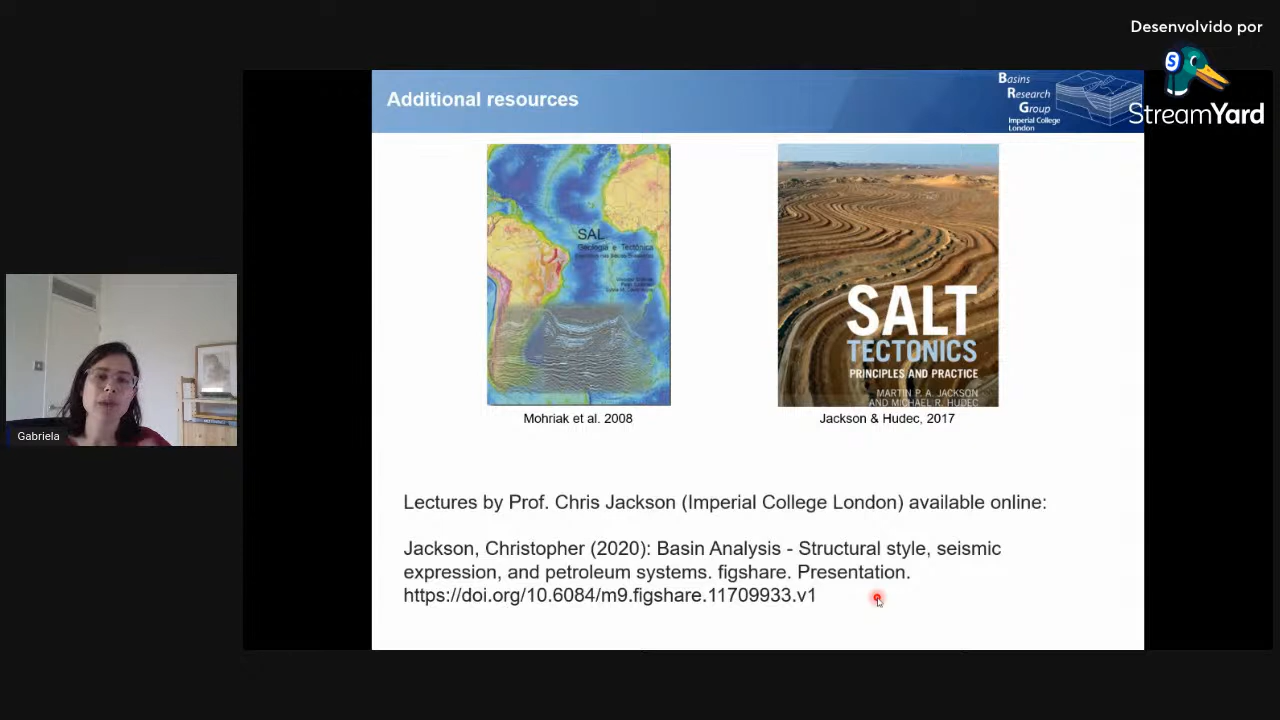 Desenvolvido por
S
StreamYard
Additional resources
Basins
Research
Group
Imperial College
London
SAL
Geologia e Tectônica
SALT
TECTONICS
PRINCIPLES AND PRACTICE
MARTIN P. A. JACKSON
AND MICHAEL R. HUDEC
Mohriak et al. 2008
Jackson & Hudec, 2017
Gabriela
Lectures by Prof. Chris Jackson (Imperial College London) available online:
Jackson, Christopher (2020): Basin Analysis - Structural style, seismic
expression, and petroleum systems. figshare. Presentation.
https://doi.org/10.6084/m9.figshare.11709933.v1